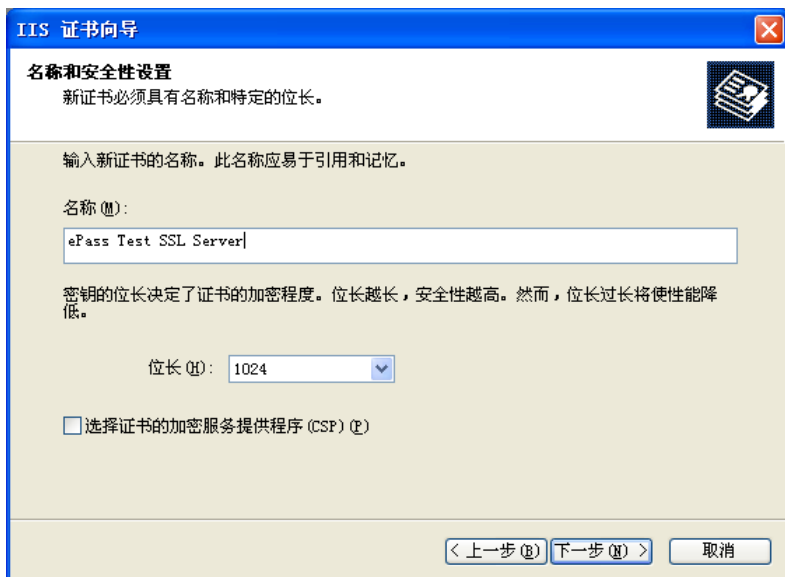 IIS 证书向导
名称和安全性设置
新证书必须具有名称和特定的位长。
输入新证书的名称。此名称应易于引用和记忆。
名称(M):
ePass Test SSL Server
密钥的位长决定了证书的加密程度。位长越长，安全性越高。然而，位长过长将使性能降
低。
位长(H): 1024
选择证书的加密服务提供程序(CSP)(P)
< 上一步(B) 下一步(N) > 取消